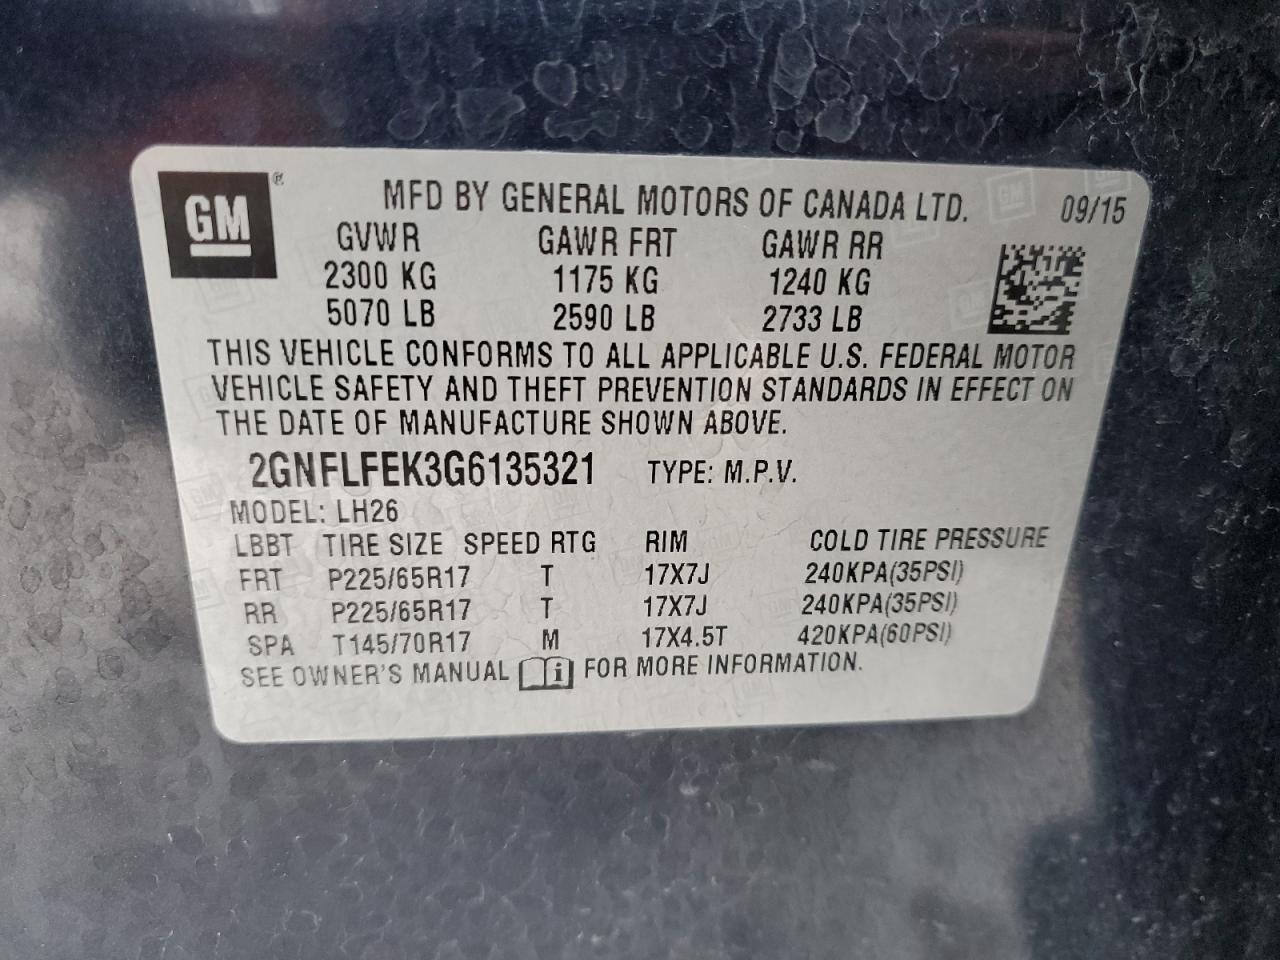 GM ® MFD BY GENERAL MOTORS OF CANADA LTD. 09/15
GVWR GAWR FRT GAWR RR
2300 KG 1175 KG 1240 KG
5070 LB 2590 LB 2733 LB
THIS VEHICLE CONFORMS TO ALL APPLICABLE U.S. FEDERAL MOTOR
VEHICLE SAFETY AND THEFT PREVENTION STANDARDS IN EFFECT ON
THE DATE OF MANUFACTURE SHOWN ABOVE.
2GNFLFEK3G6135321 TYPE: M.P.V.
MODEL: LH26
LBBT TIRE SIZE SPEED RTG RIM COLD TIRE PRESSURE
FRT P225/65R17 T 17X7J 240KPA(35PSI)
RR P225/65R17 T 17X7J 240KPA(35PSI)
SPA T145/70R17 M 17X4.5T 420KPA(60PSI)
SEE OWNER'S MANUAL i FOR MORE INFORMATION.